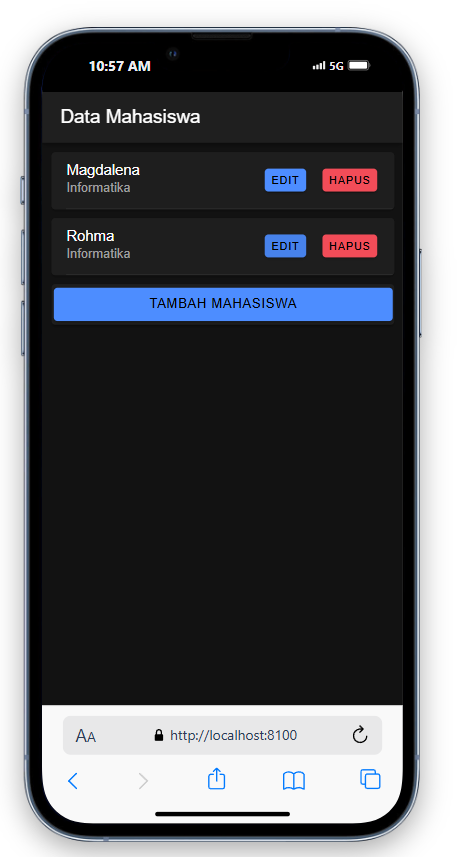 10:57 AM
5G
Data Mahasiswa
Magdalena
Informatika
EDIT
HAPUS
Rohma
Informatika
EDIT
HAPUS
TAMBAH MAHASISWA
AA
http://localhost:8100